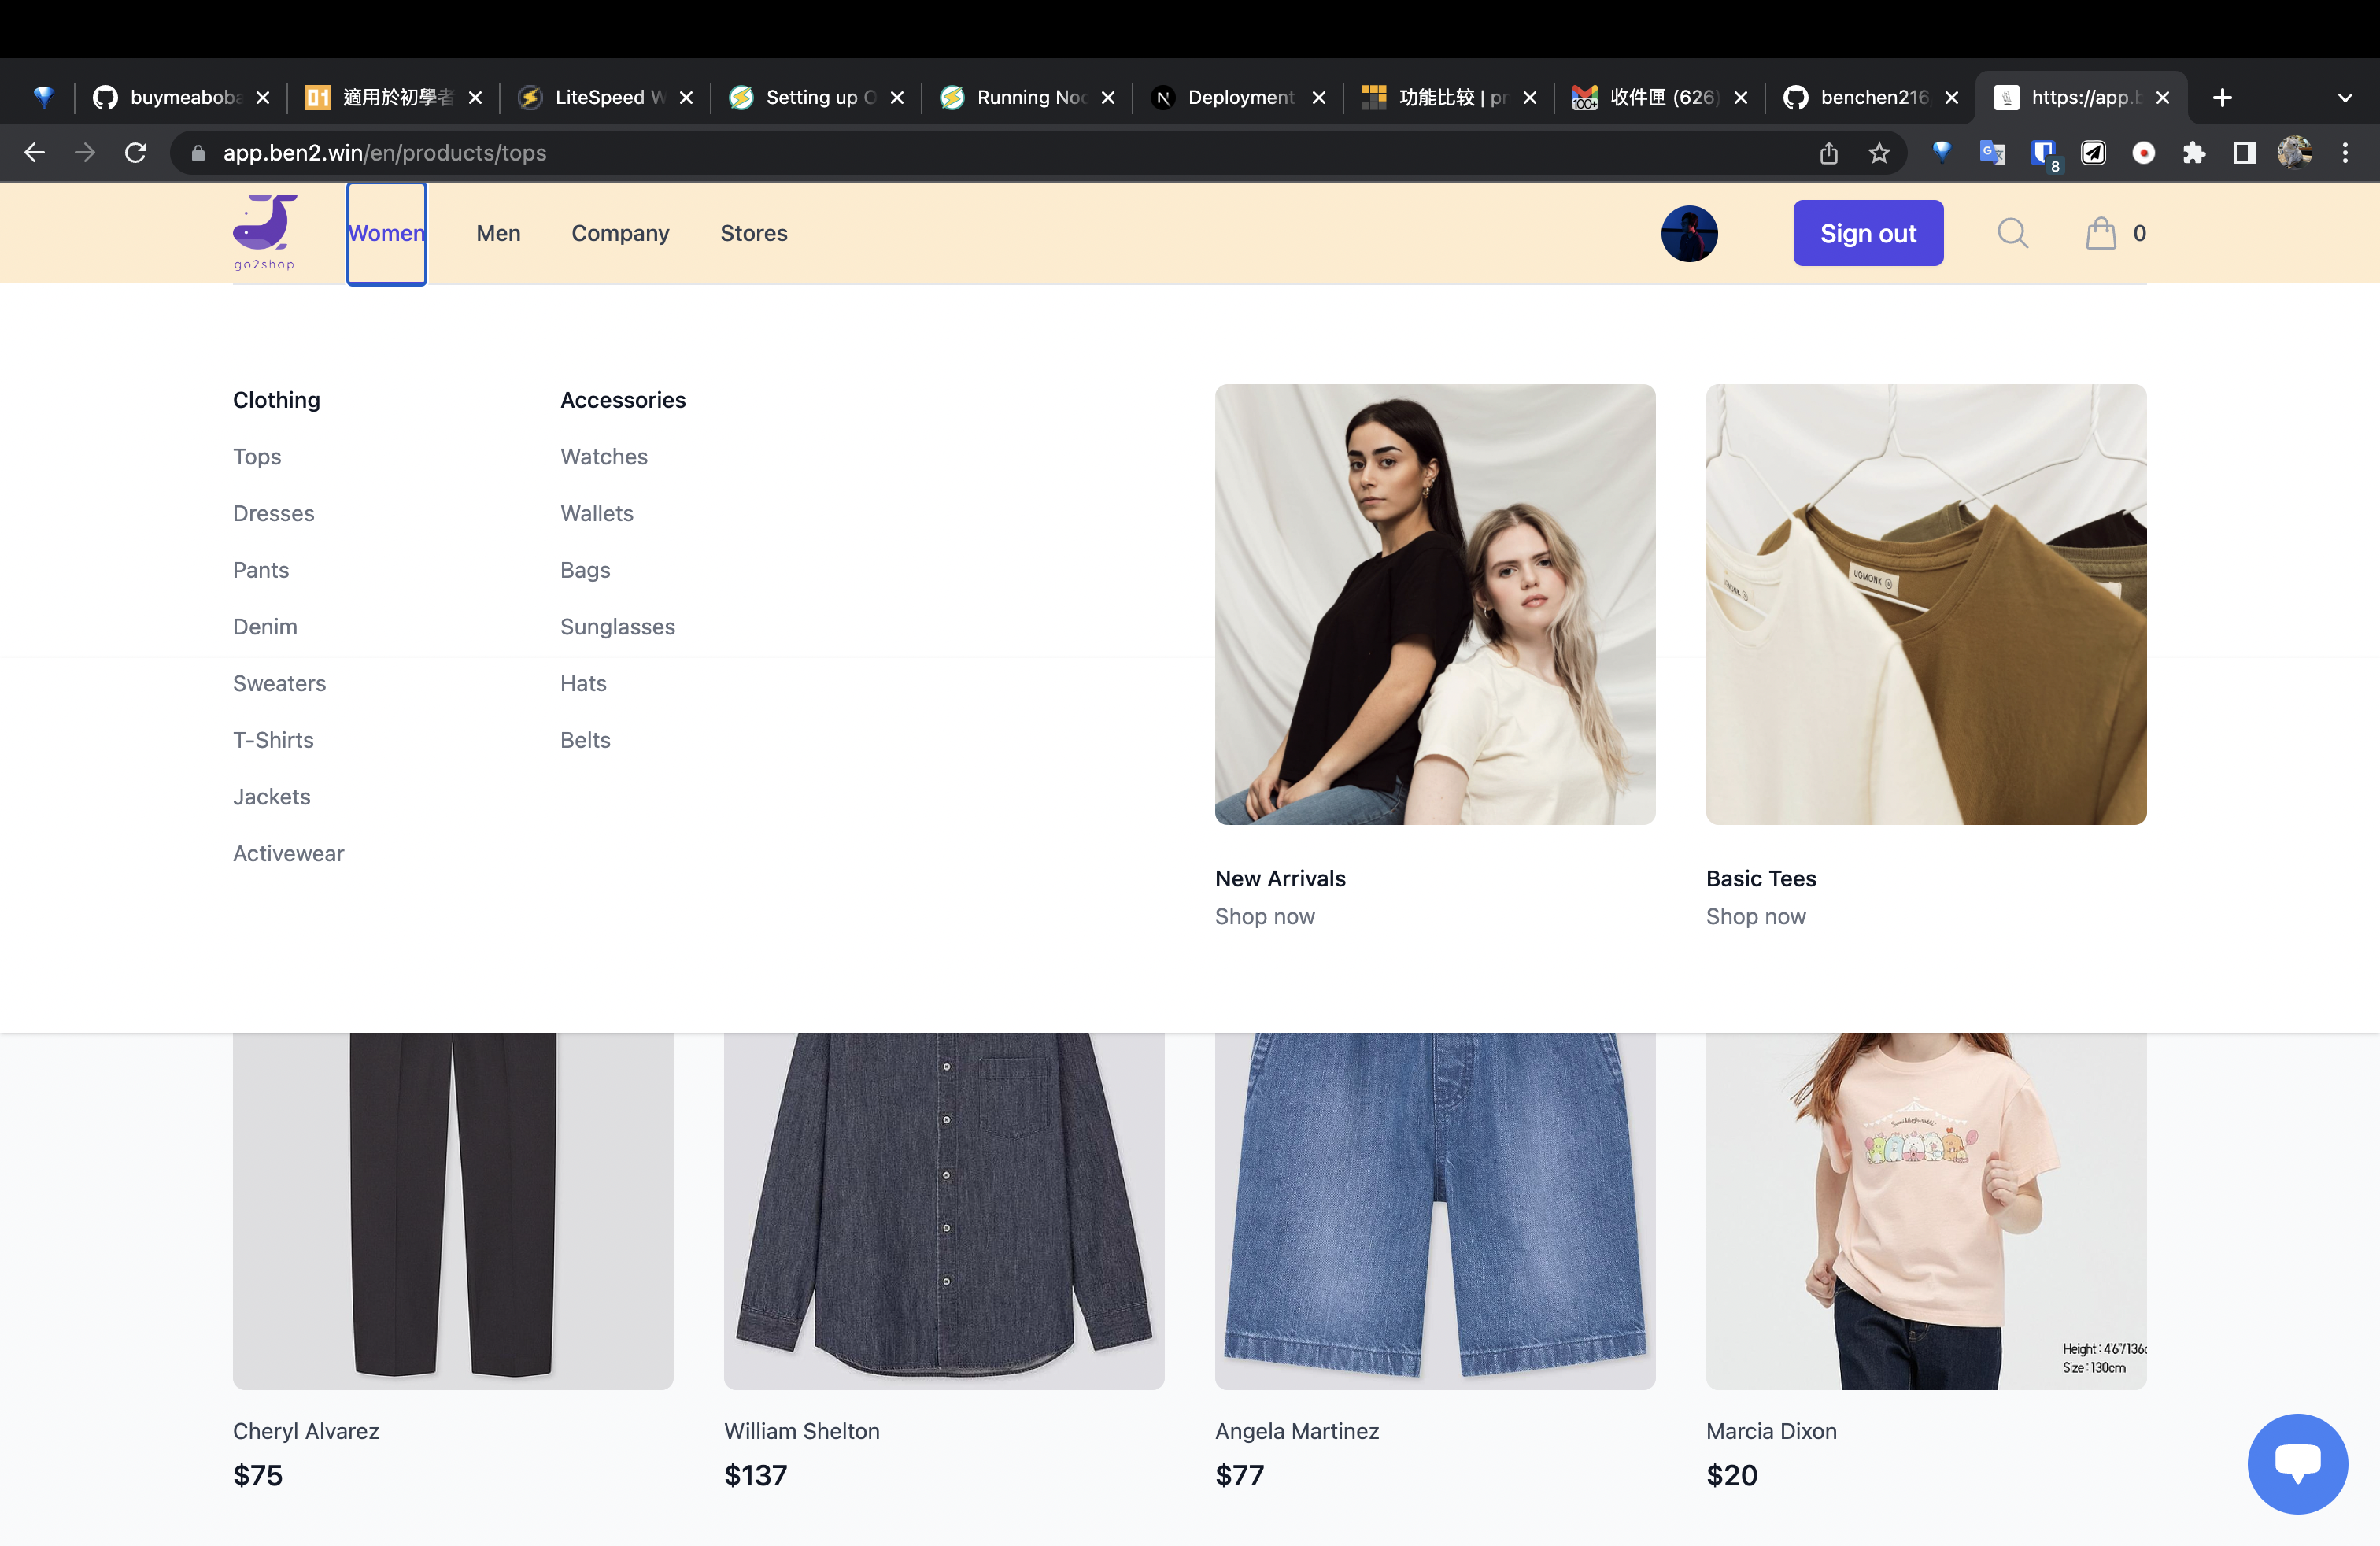 buymeaboba
適用於初學者
LiteSpeed W
Setting up O
Running Nod
Deployment
功能比较 | pr
收件匣 (626)
benchen216
https://app.b
app.ben2.win/en/products/tops
8
go2shop
Women
Men
Company
Stores
Sign out
0
Clothing
Tops
Dresses
Pants
Denim
Sweaters
T-Shirts
Jackets
Activewear
Accessories
Watches
Wallets
Bags
Sunglasses
Hats
Belts
UGMONK
New Arrivals
Shop now
Basic Tees
Shop now
Sumikkogurashi
Height : 4'6"/136c
Size : 130cm
Cheryl Alvarez
$75
William Shelton
$137
Angela Martinez
$77
Marcia Dixon
$20